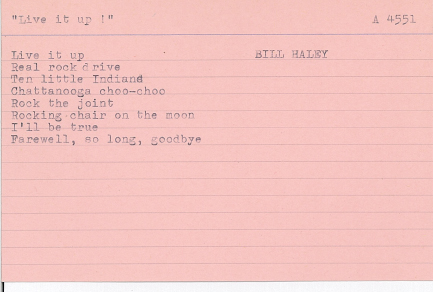 "Live it up !" A 4551
Live it up BILL HALEY
Real rock drive
Ten little Indians
Chattanooga choo-choo
Rock the joint
Rocking chair on the moon
I'll be true
Farewell, so long, goodbye